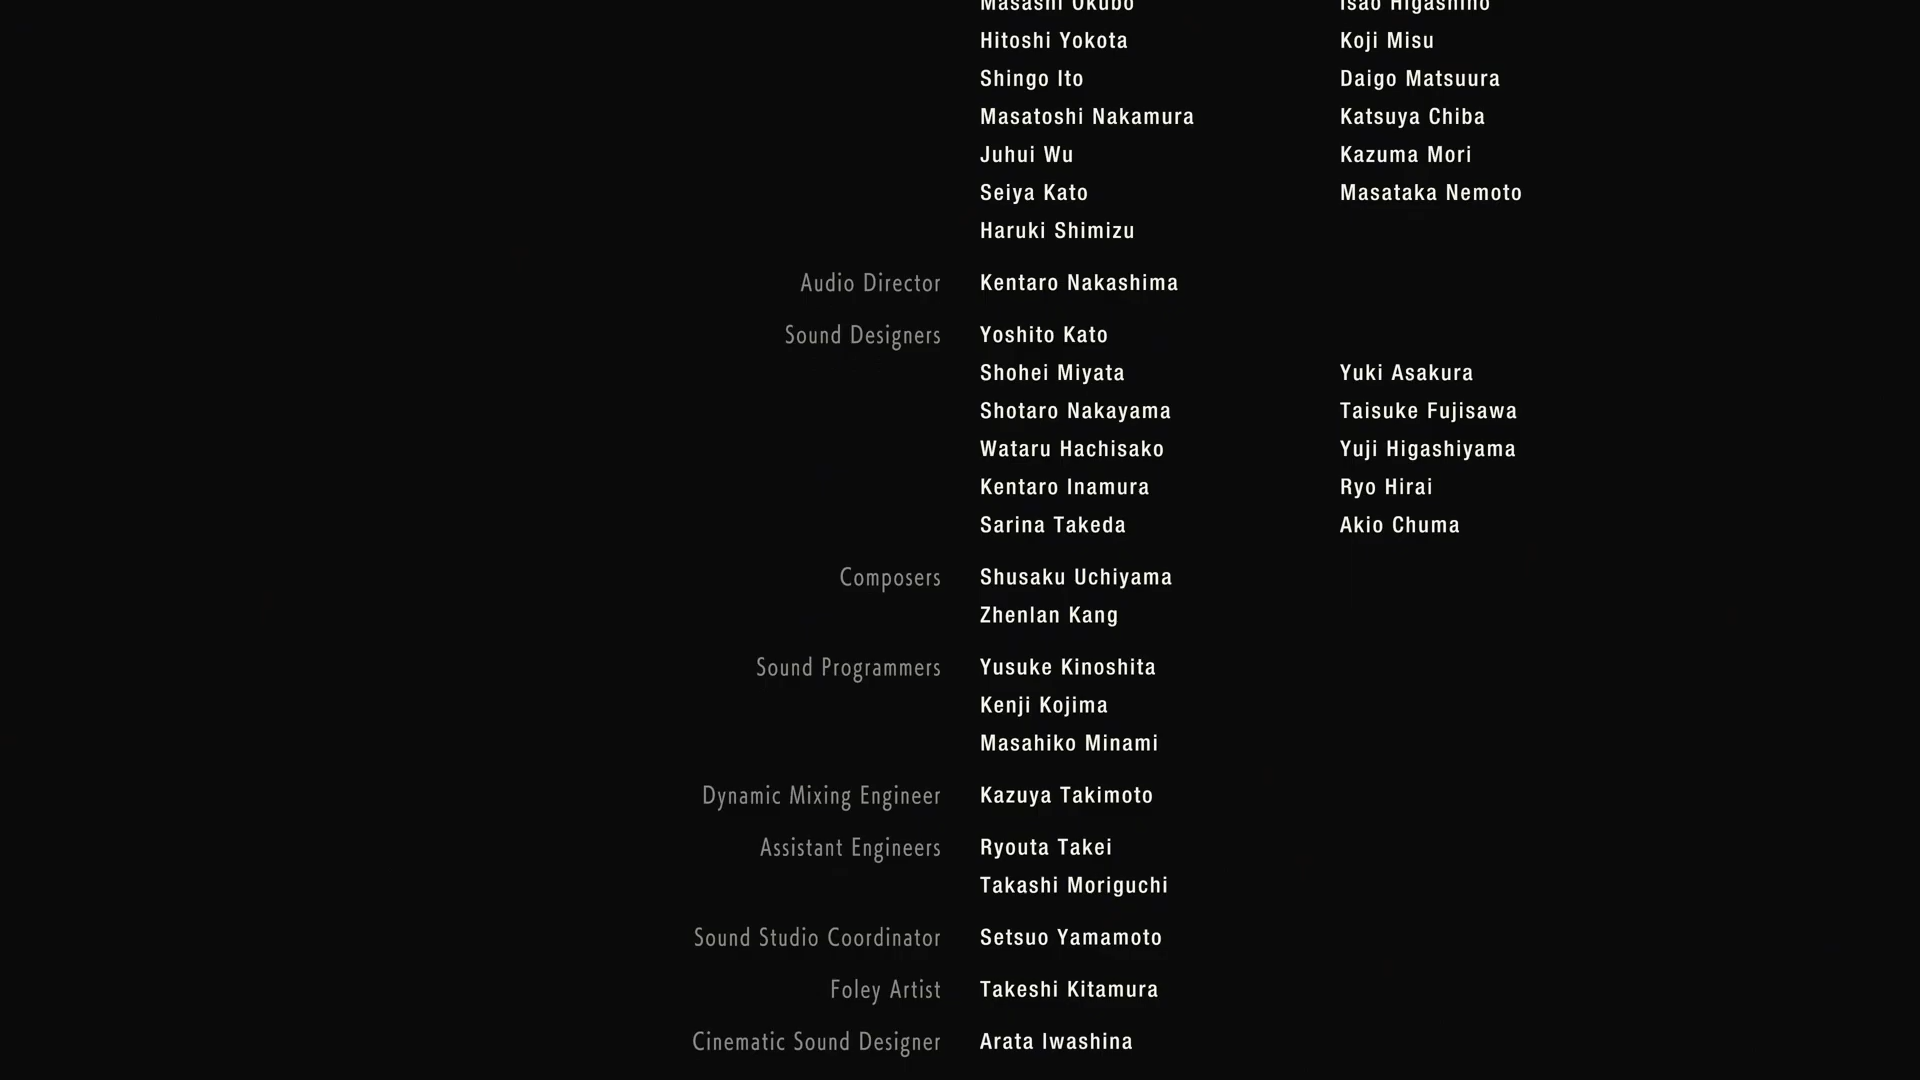 Masashi Okubo Isao Higashino
Hitoshi Yokota Koji Misu
Shingo Ito Daigo Matsuura
Masatoshi Nakamura Katsuya Chiba
Juhui Wu Kazuma Mori
Seiya Kato Masataka Nemoto
Haruki Shimizu
Audio Director Kentaro Nakashima
Sound Designers Yoshito Kato
Shohei Miyata Yuki Asakura
Shotaro Nakayama Taisuke Fujisawa
Wataru Hachisako Yuji Higashiyama
Kentaro Inamura Ryo Hirai
Sarina Takeda Akio Chuma
Composers Shusaku Uchiyama
Zhenlan Kang
Sound Programmers Yusuke Kinoshita
Kenji Kojima
Masahiko Minami
Dynamic Mixing Engineer Kazuya Takimoto
Assistant Engineers Ryouta Takei
Takashi Moriguchi
Sound Studio Coordinator Setsuo Yamamoto
Foley Artist Takeshi Kitamura
Cinematic Sound Designer Arata Iwashina